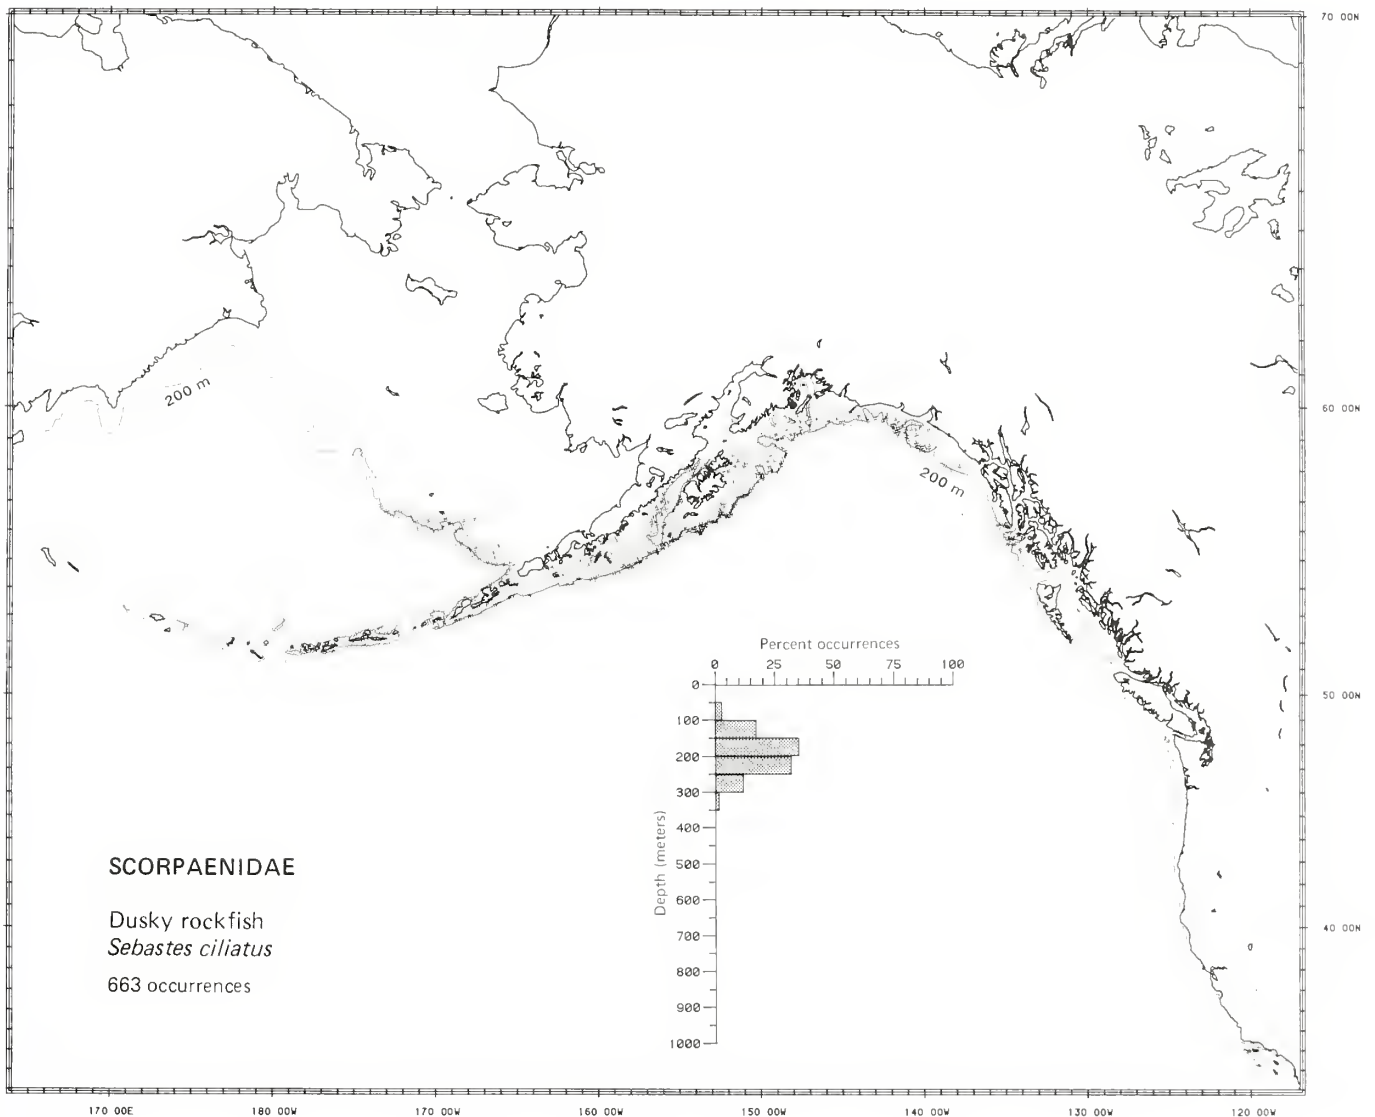 70 00N
200 m
60 00N
200 m
Percent occurrences
0 25 50 75 100
0
50 00N
100
200
300
400
500
600
700
800
900
1000
Depth (meters)
SCORPAENIDAE
Dusky rockfish
Sebastes ciliatus
663 occurrences
40 00N
170 00E 180 00W 170 00W 160 00W 150 00W 140 00W 130 00W 120 00W